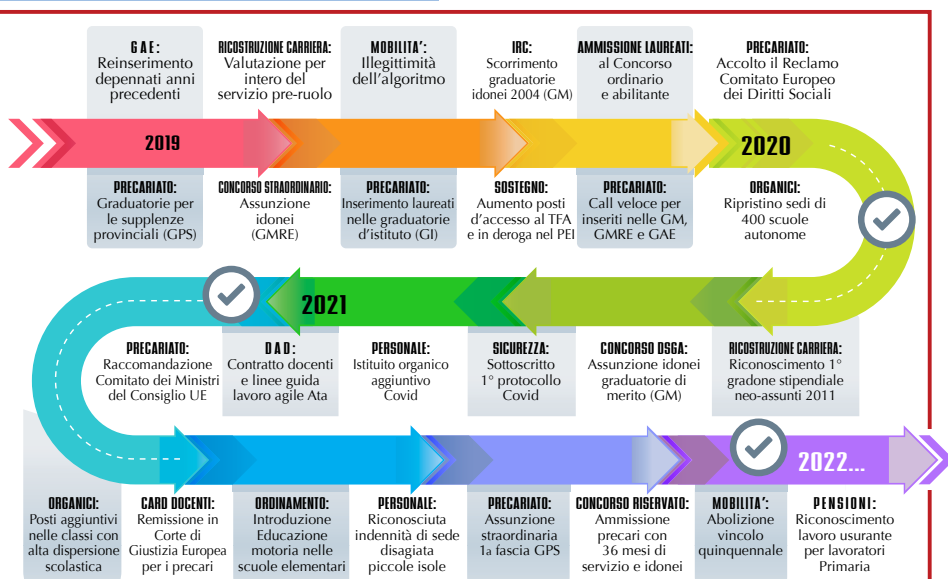 GAE:
Reinserimento
depennati anni
precedenti
RICOSTRUZIONE CARRIERA:
Valutazione per
intero del
servizio pre-ruolo
MOBILITA':
Illegittimità
dell'algoritmo
IRC:
Scorrimento
graduatorie
idonei 2004 (GM)
AMMISSIONE LAUREATI:
al Concorso
ordinario
e abilitante
PRECARIATO:
Accolto il Reclamo
Comitato Europeo
dei Diritti Sociali
2019
2020
PRECARIATO:
Graduatorie per
le supplenze
provinciali (GPS)
CONCORSO STRAORDINARIO:
Assunzione
idonei
(GMRE)
PRECARIATO:
Inserimento laureati
nelle graduatorie
d'istituto (GI)
SOSTEGNO:
Aumento posti
d'accesso al TFA
e in deroga nel PEI
PRECARIATO:
Call veloce per
inseriti nelle GM,
GMRE e GAE
ORGANICI:
Ripristino sedi di
400 scuole
autonome
2021
PRECARIATO:
Raccomandazione
Comitato dei Ministri
del Consiglio UE
DAD:
Contratto docenti
e linee guida
lavoro agile Ata
PERSONALE:
Istituito organico
aggiuntivo
Covid
SICUREZZA:
Sottoscritto
1° protocollo
Covid
CONCORSO DSGA:
Assunzione idonei
graduatorie di
merito (GM)
RICOSTRUZIONE CARRIERA:
Riconoscimento 1°
gradone stipendiale
neo-assunti 2011
2022...
ORGANICI:
Posti aggiuntivi
nelle classi con
alta dispersione
scolastica
CARD DOCENTI:
Remissione in
Corte di
Giustizia Europea
per i precari
ORDINAMENTO:
Introduzione
Educazione
motoria nelle
scuole elementari
PERSONALE:
Riconosciuta
indennità di sede
disagiata
piccole isole
PRECARIATO:
Assunzione
straordinaria
1a fascia GPS
CONCORSO RISERVATO:
Ammissione
precari con
36 mesi di
servizio e idonei
MOBILITA':
Abolizione
vincolo
quinquennale
PENSIONI:
Riconoscimento
lavoro usurante
per lavoratori
Primaria